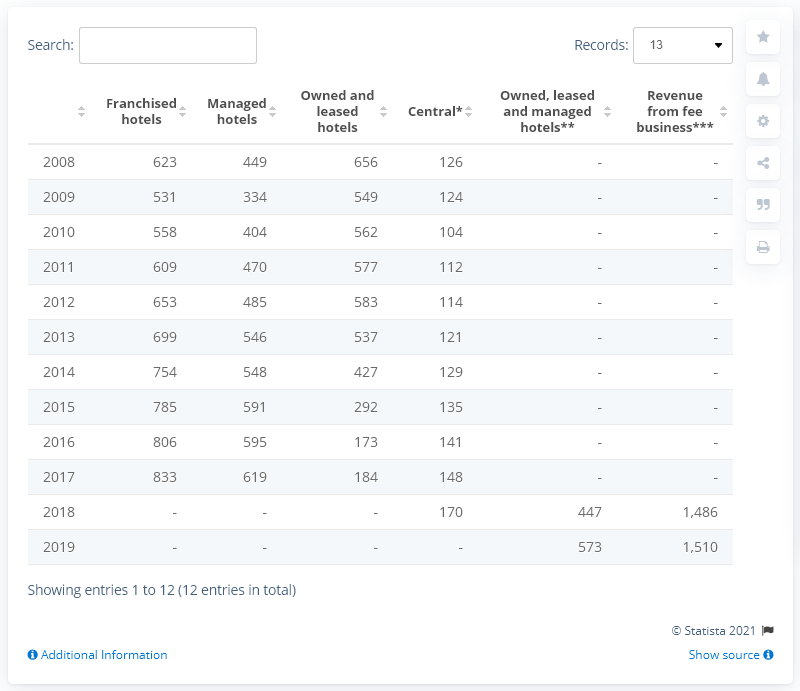 Search:
Records: 13
Franchised hotels Managed hotels Owned and leased hotels Central* Owned, leased and managed hotels** Revenue from fee business***
2008 623 449 656 126 - -
2009 531 334 549 124 - -
2010 558 404 562 104 - -
2011 609 470 577 112 - -
2012 653 485 583 114 - -
2013 699 546 537 121 - -
2014 754 548 427 129 - -
2015 785 591 292 135 - -
2016 806 595 173 141 - -
2017 833 619 184 148 - -
2018 - - - 170 447 1,486
2019 - - - - 573 1,510
Showing entries 1 to 12 (12 entries in total)
© Statista 2021
Additional Information
Show source